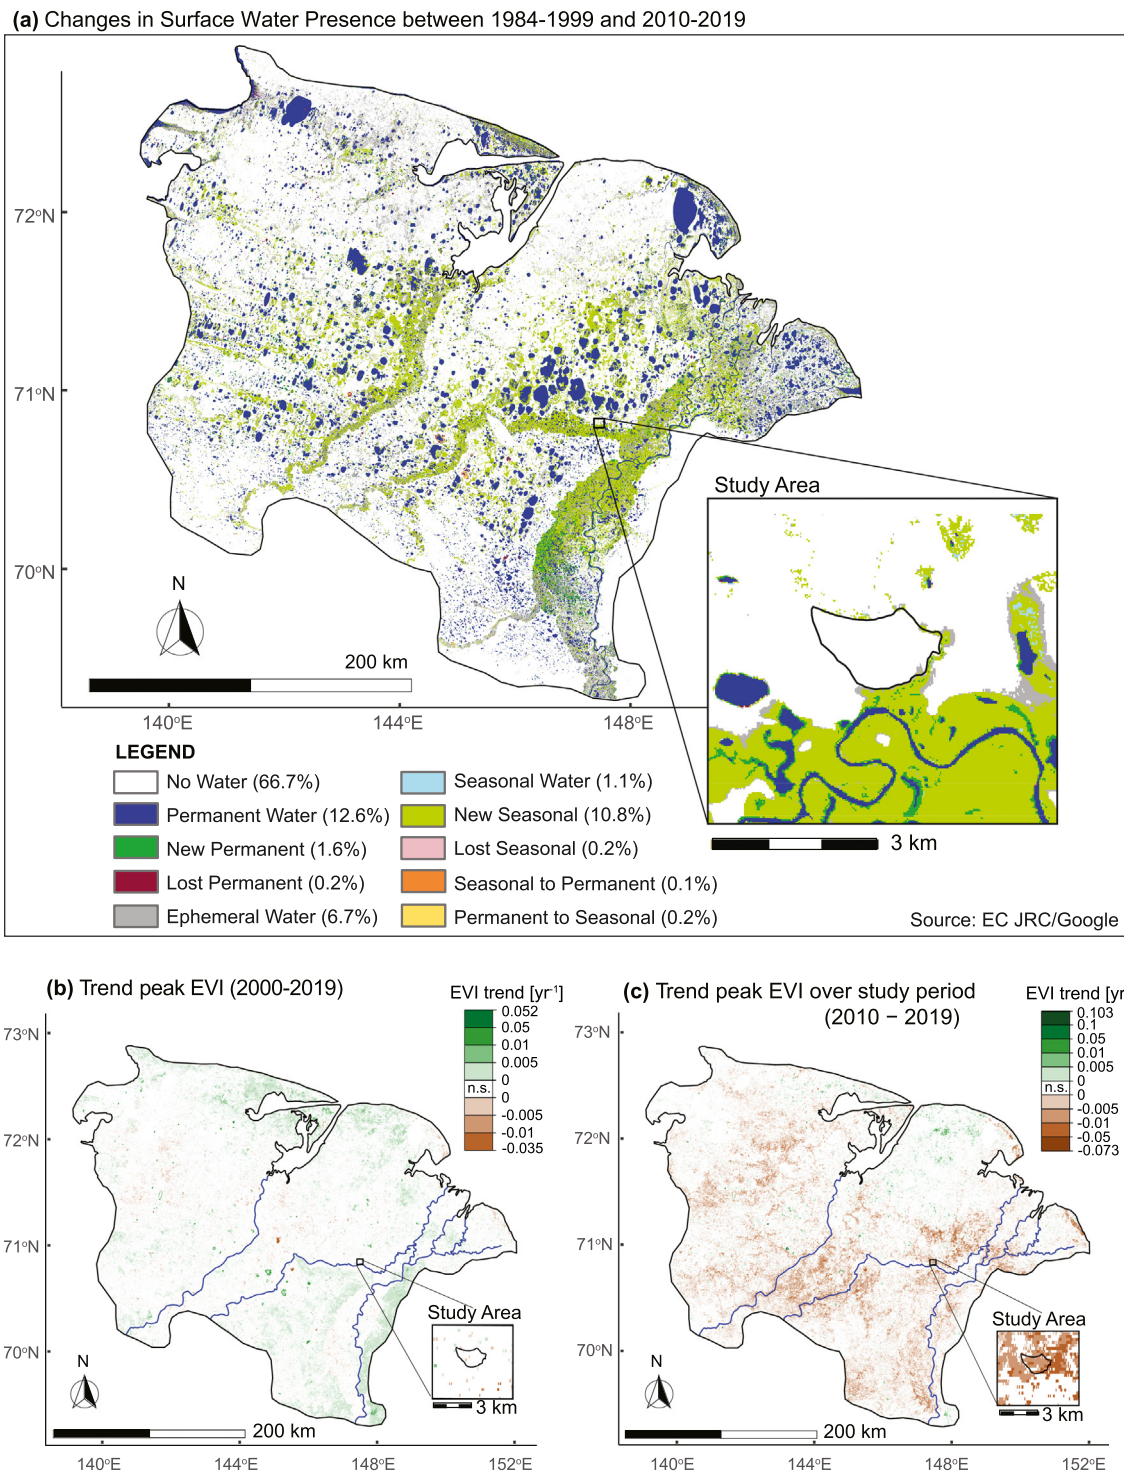 (a) Changes in Surface Water Presence between 1984-1999 and 2010-2019
72°N
71°N
70°N
N
200 km
140°E
144°E
148°E
Study Area
3 km
LEGEND
No Water (66.7%)
Permanent Water (12.6%)
New Permanent (1.6%)
Lost Permanent (0.2%)
Ephemeral Water (6.7%)
Seasonal Water (1.1%)
New Seasonal (10.8%)
Lost Seasonal (0.2%)
Seasonal to Permanent (0.1%)
Permanent to Seasonal (0.2%)
Source: EC JRC/Google
(b) Trend peak EVI (2000-2019)
EVI trend [yr⁻¹]
0.052
0.05
0.01
0.005
0
n.s.
0
-0.005
-0.01
-0.035
73°N
72°N
71°N
70°N
Study Area
3 km
N
200 km
140°E
144°E
148°E
152°E
(c) Trend peak EVI over study period
(2010 − 2019)
EVI trend [yr
0.103
0.1
0.05
0.01
0.005
0
n.s.
0
-0.005
-0.01
-0.05
-0.073
73°N
72°N
71°N
70°N
Study Area
3 km
N
200 km
140°E
144°E
148°E
152°E